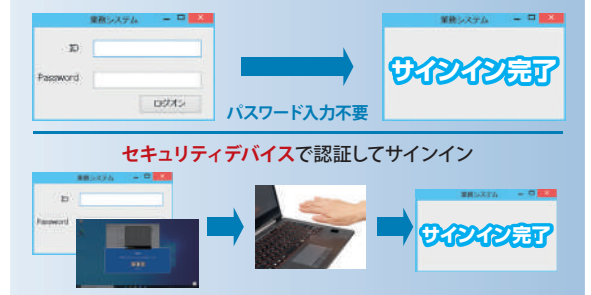 業務システム
ID
Password
ログオン
パスワード入力不要
業務システム
サインイン完了
セキュリティデバイスで認証してサインイン
業務システム
ID
Password
業務システム
サインイン完了